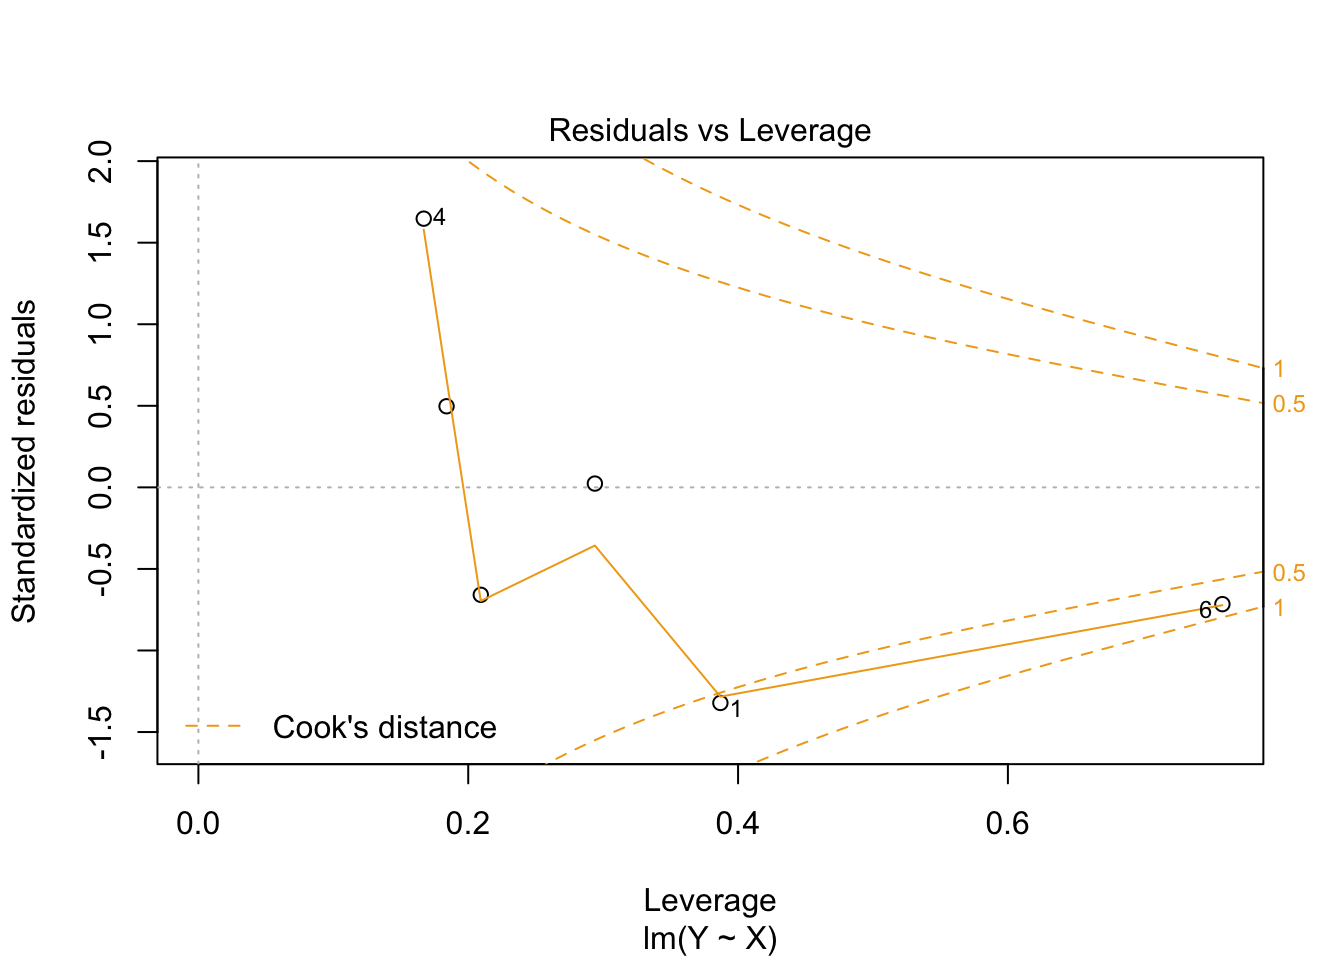 Residuals vs Leverage
Standardized residuals
2.0
1.5
1.0
0.5
0.0
-0.5
-1.5
4
1
6
1
0.5
0.5
1
Cook's distance
0.0 0.2 0.4 0.6
Leverage
lm(Y ~ X)